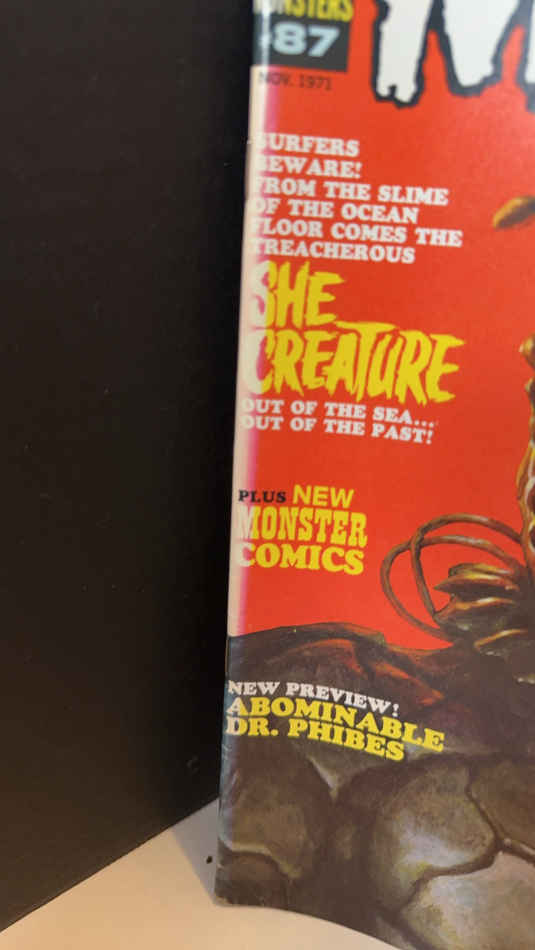 MONSTERS
#87
NOV. 1971
SURFERS
BEWARE!
FROM THE SLIME
OF THE OCEAN
FLOOR COMES THE
TREACHEROUS
SHE
CREATURE
OUT OF THE SEA...
OUT OF THE PAST!
PLUS NEW
MONSTER
COMICS
NEW PREVIEW!
ABOMINABLE
DR. PHIBES